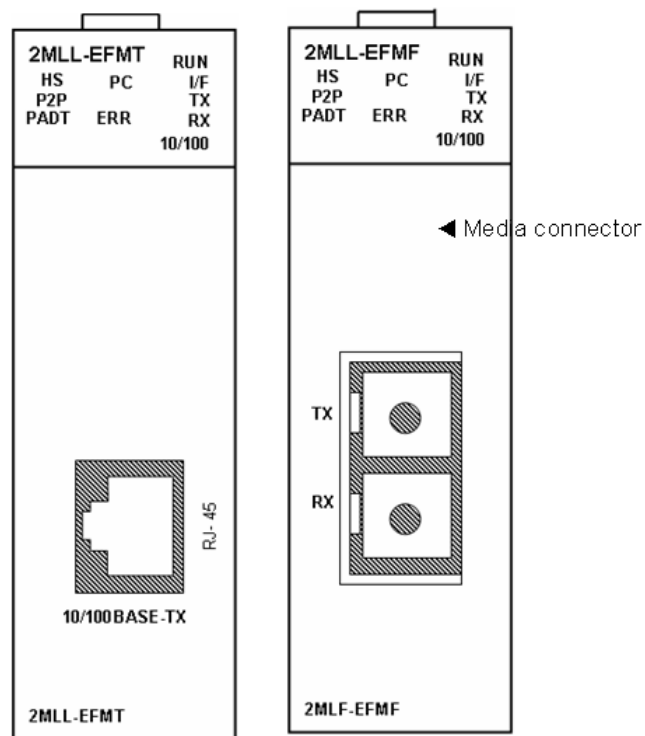 2MLL-EFMT
RUN
HS PC I/F
P2P TX
PADT ERR RX
10/100
RJ-45
10/100BASE-TX
2MLL-EFMT
2MLL-EFMF
RUN
HS PC I/F
P2P TX
PADT ERR RX
10/100
Media connector
TX
RX
2MLF-EFMF